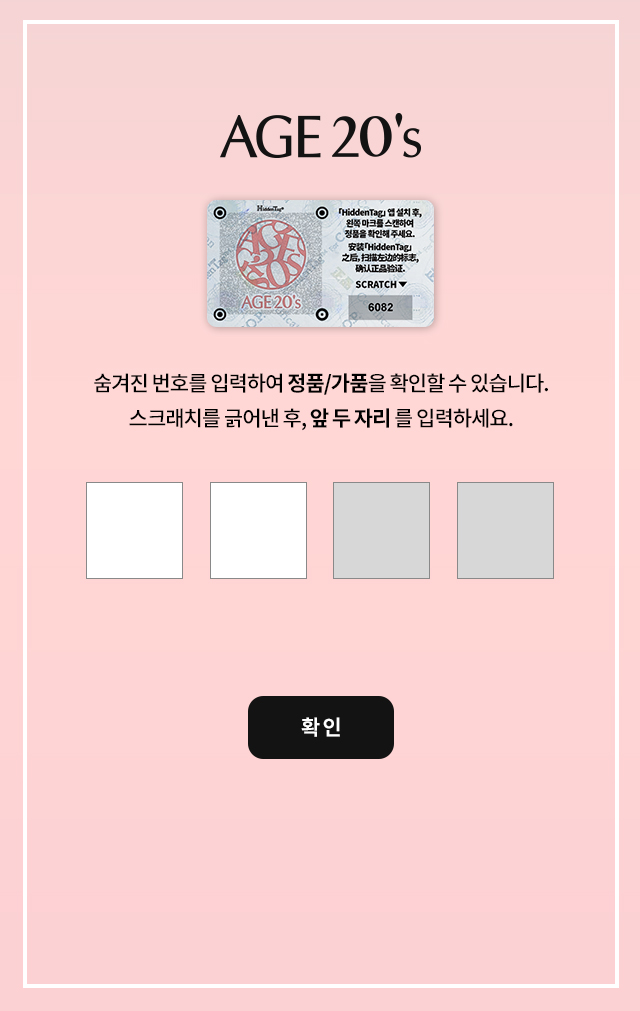 AGE 20's
HiddenTag
「HiddenTag」 앱 설치 후,
왼쪽 마크를 스캔하여
정품을 확인해 주세요.
安装「HiddenTag」
之后, 扫描左边的标志,
确认正品验证.
SCRATCH ▼
6082
AGE 20's
숨겨진 번호를 입력하여 정품/가품을 확인할 수 있습니다.
스크래치를 긁어낸 후, 앞 두 자리 를 입력하세요.
확인